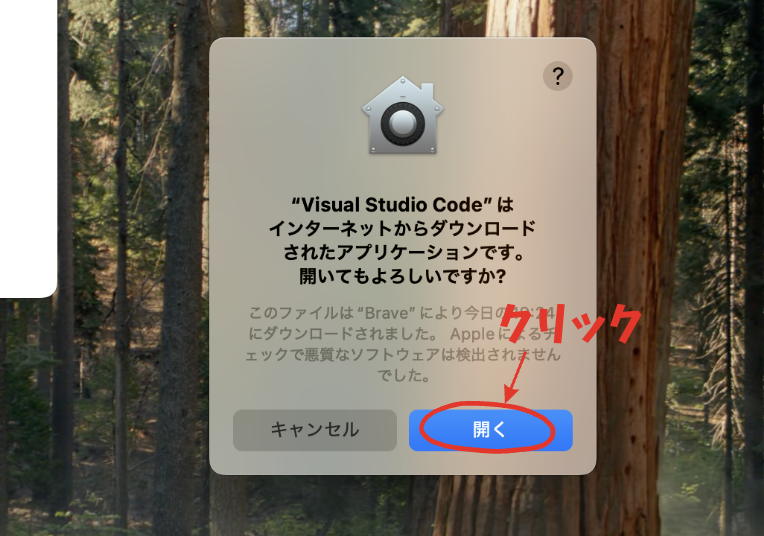 ?
“Visual Studio Code”は
インターネットからダウンロード
されたアプリケーションです。
開いてもよろしいですか?
このファイルは“Brave”により今日の
にダウンロードされました。 Appleによるチ
ェックで悪質なソフトウェアは検出されません
でした。
クリック
キャンセル
開く